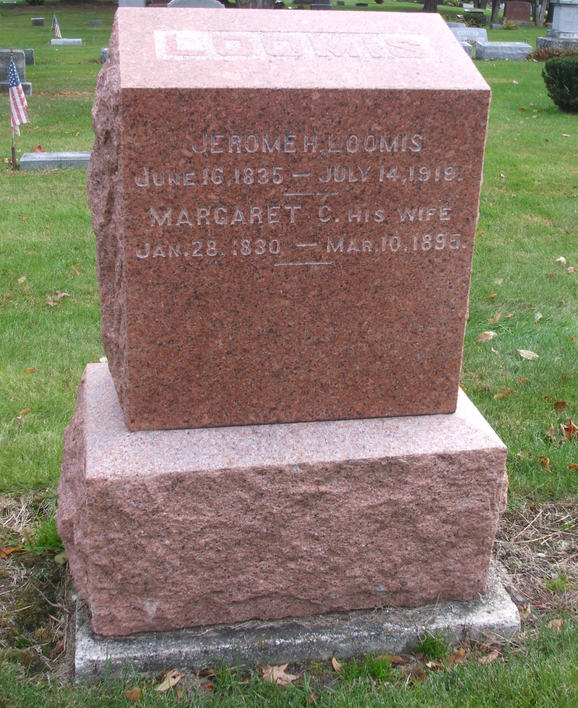 LOOMIS
JEROME H. LOOMIS
JUNE 16, 1835 — JULY 14, 1919.
MARGARET C. HIS WIFE
JAN. 28, 1830 — MAR. 10, 1895.